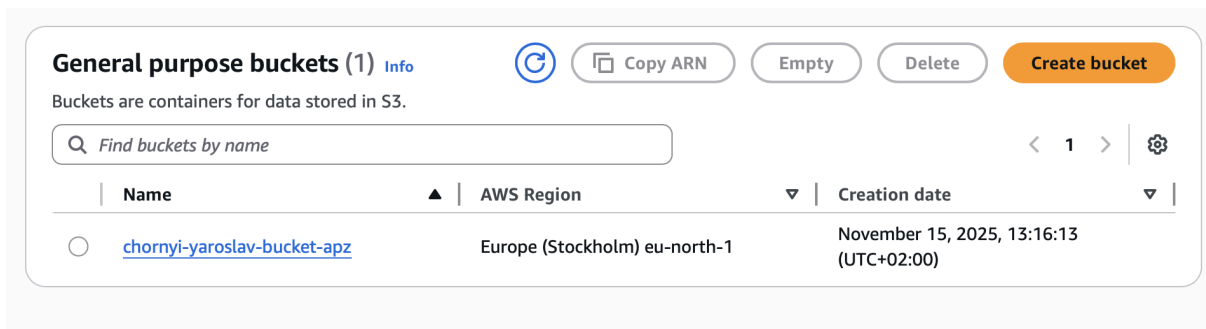 General purpose buckets (1) Info
Copy ARN
Empty
Delete
Create bucket
Buckets are containers for data stored in S3.
Find buckets by name
1
Name
AWS Region
Creation date
chornyi-yaroslav-bucket-apz
Europe (Stockholm) eu-north-1
November 15, 2025, 13:16:13
(UTC+02:00)